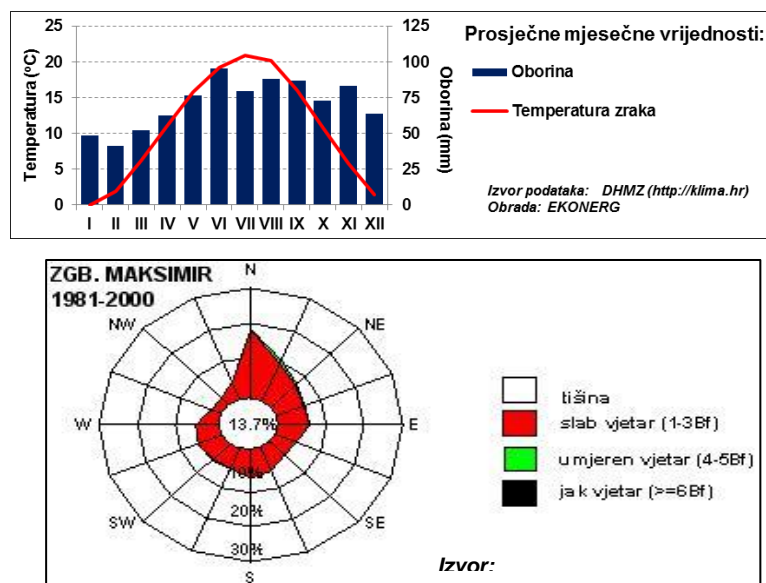 Prosječne mjesečne vrijednosti:
Oborina
Temperatura zraka
Izvor podataka: DHMZ (http://klima.hr)
Obrada: EKONERG
Temperatura (°C)
25
20
15
10
5
0
Oborina (mm)
125
100
75
50
25
0
I II III IV V VI VII VIII IX X XI XII
ZGB. MAKSIMIR
1981-2000
N
NW
NE
W
13.7%
E
10%
SW
20%
SE
30%
S
tišina
slab vjetar (1-3Bf)
umjeren vjetar (4-5Bf)
jak vjetar (>=6Bf)
Izvor: